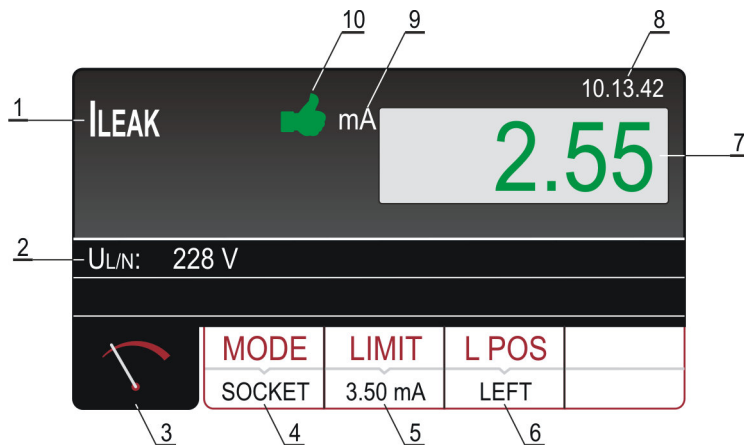 10 9 8
10.13.42
1 ILEAK mA
2.55 7
2 UL/N: 228 V
MODE LIMIT L POS
SOCKET 3.50 mA LEFT
3 4 5 6